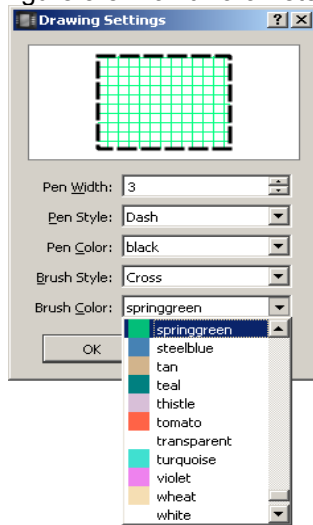 Drawing Settings
Pen Width: 3
Pen Style: Dash
Pen Color: black
Brush Style: Cross
Brush Color: springgreen
springgreen
OK
steelblue
tan
teal
thistle
tomato
transparent
turquoise
violet
wheat
white